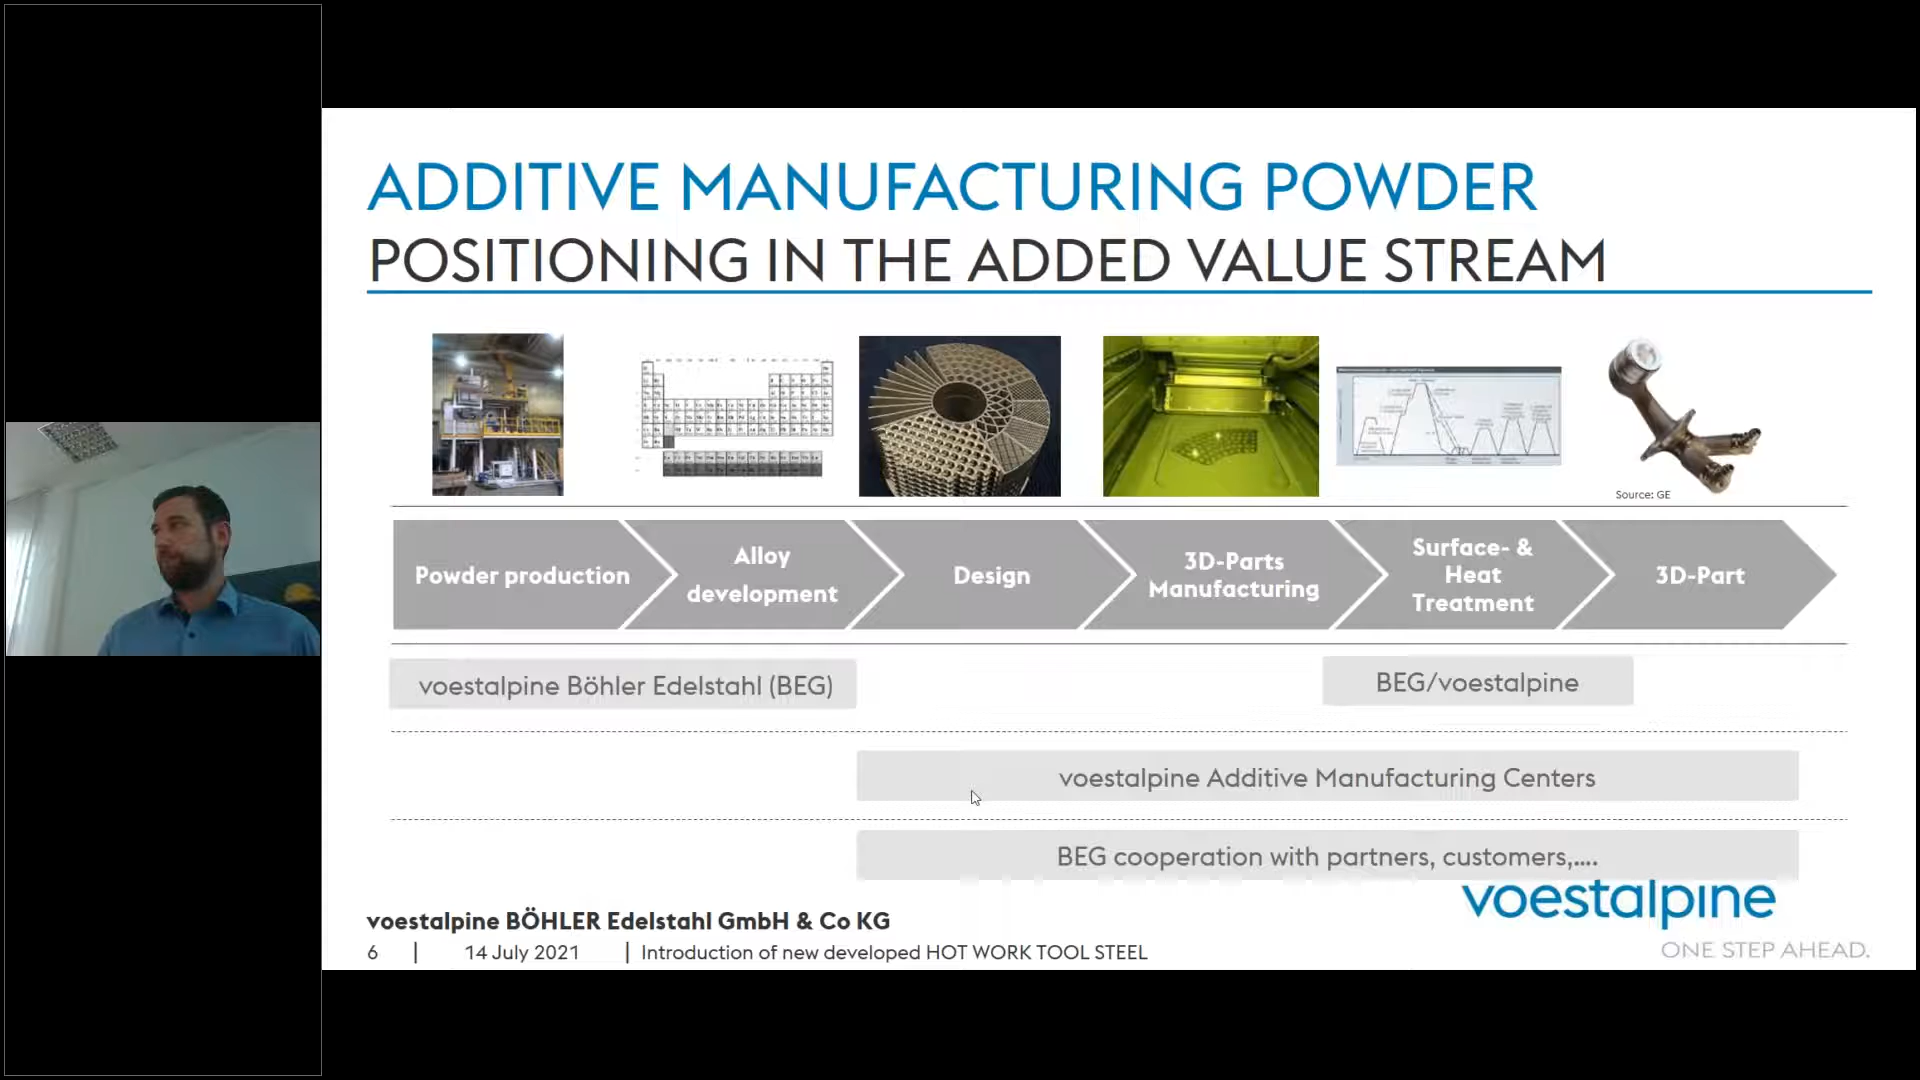 ADDITIVE MANUFACTURING POWDER
POSITIONING IN THE ADDED VALUE STREAM
Source: GE
Powder production
Alloy
development
Design
3D-Parts
Manufacturing
Surface- &
Heat
Treatment
3D-Part
voestalpine Böhler Edelstahl (BEG)
BEG/voestalpine
voestalpine Additive Manufacturing Centers
BEG cooperation with partners, customers,....
voestalpine
ONE STEP AHEAD.
voestalpine BÖHLER Edelstahl GmbH & Co KG
6 | 14 July 2021 | Introduction of new developed HOT WORK TOOL STEEL